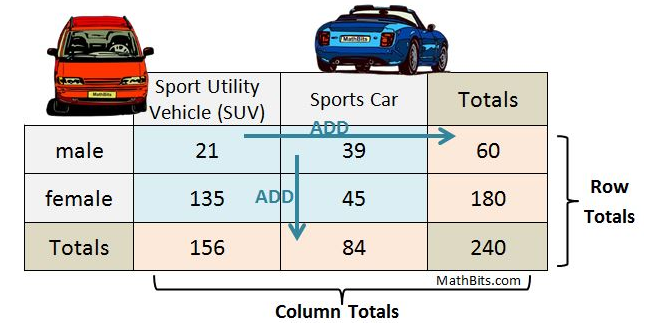 MathBits
MathBits
Sport Utility
Vehicle (SUV)
Sports Car
Totals
ADD
male
21
39
60
female
135
ADD
45
180
Totals
156
84
240
Row
Totals
MathBits.com
Column Totals